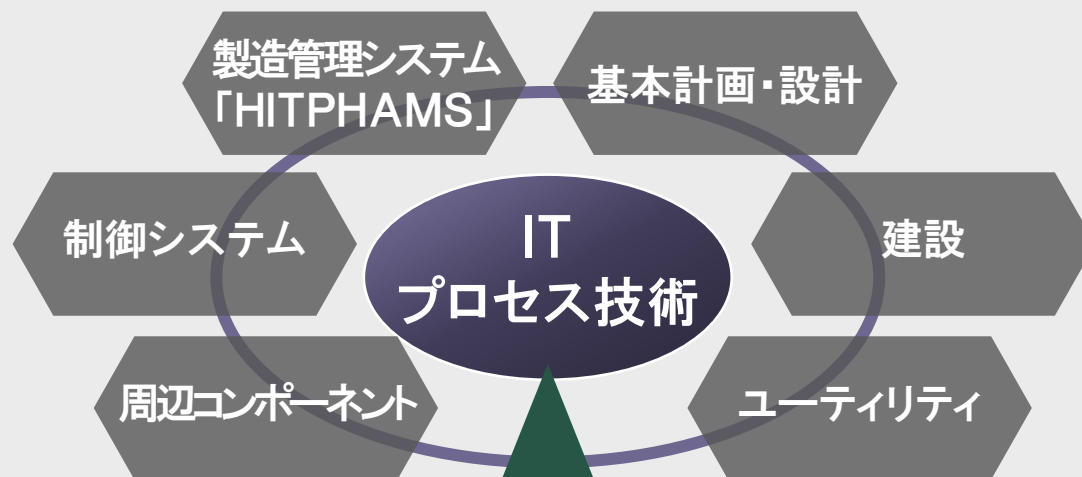 製造管理システム
「HITPHAMS」
基本計画・設計
制御システム
IT
プロセス技術
建設
周辺コンポーネント
ユーティリティ